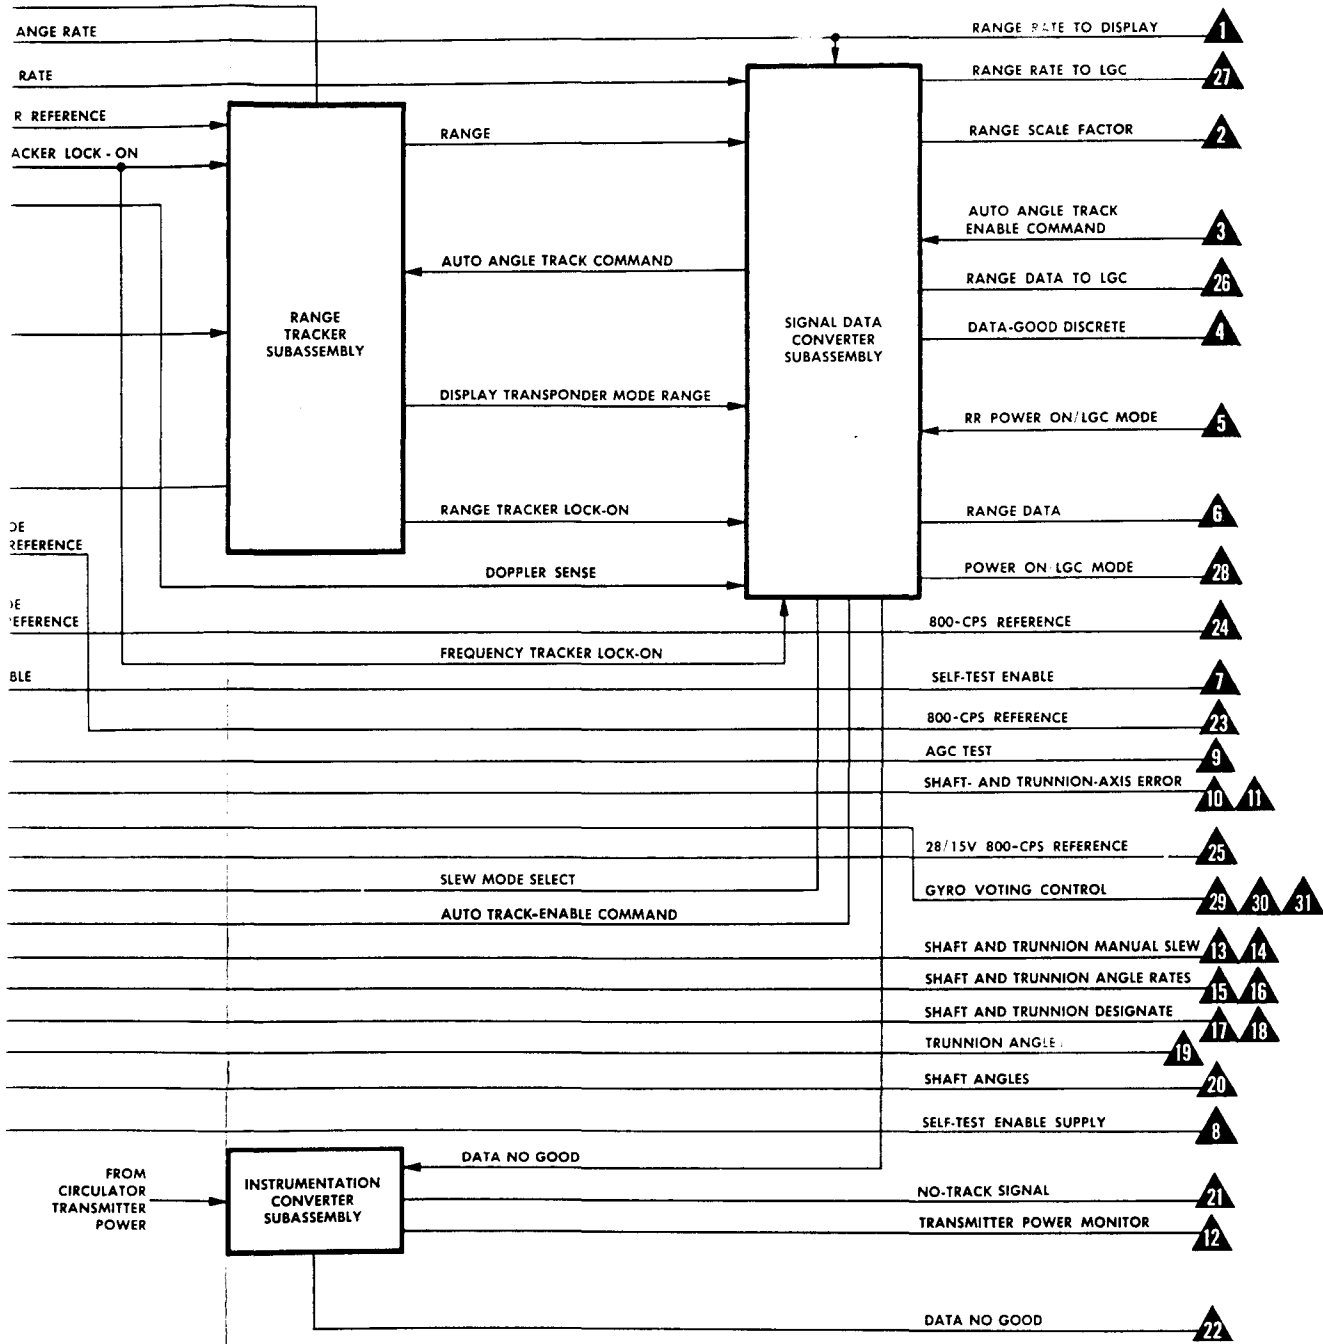 ANGE RATE
RANGE RATE TO DISPLAY
1
RATE
RANGE RATE TO LGC
27
R REFERENCE
RANGE
RANGE SCALE FACTOR
2
ACKER LOCK-ON
AUTO ANGLE TRACK
ENABLE COMMAND
3
AUTO ANGLE TRACK COMMAND
RANGE DATA TO LGC
26
RANGE
TRACKER
SUBASSEMBLY
SIGNAL DATA
CONVERTER
SUBASSEMBLY
DATA-GOOD DISCRETE
4
DISPLAY TRANSPONDER MODE RANGE
RR POWER ON/LGC MODE
5
RANGE TRACKER LOCK-ON
RANGE DATA
6
DE
REFERENCE
DOPPLER SENSE
POWER ON LGC MODE
28
DE
EFERENCE
800-CPS REFERENCE
24
FREQUENCY TRACKER LOCK-ON
BLE
SELF-TEST ENABLE
7
800-CPS REFERENCE
23
AGC TEST
9
SHAFT- AND TRUNNION-AXIS ERROR
10 11
28/15V 800-CPS REFERENCE
25
SLEW MODE SELECT
GYRO VOTING CONTROL
29 30 31
AUTO TRACK-ENABLE COMMAND
SHAFT AND TRUNNION MANUAL SLEW
13 14
SHAFT AND TRUNNION ANGLE RATES
15 16
SHAFT AND TRUNNION DESIGNATE
17 18
TRUNNION ANGLE
19
SHAFT ANGLES
20
SELF-TEST ENABLE SUPPLY
8
DATA NO GOOD
FROM
CIRCULATOR
TRANSMITTER
POWER
INSTRUMENTATION
CONVERTER
SUBASSEMBLY
NO-TRACK SIGNAL
21
TRANSMITTER POWER MONITOR
12
DATA NO GOOD
22